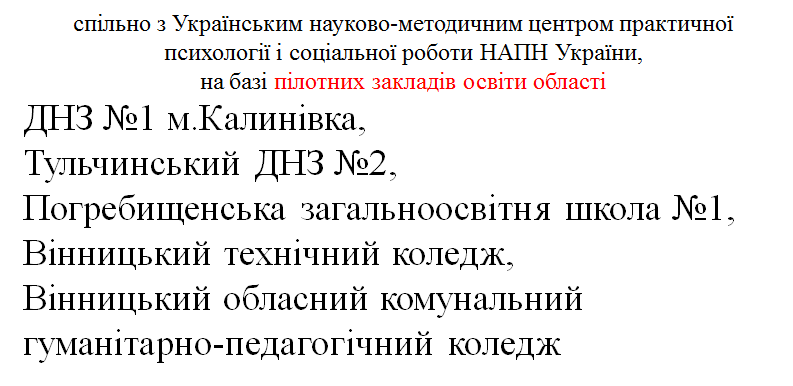 спільно з Українським науково-методичним центром практичної
психології і соціальної роботи НАПН України,
на базі пілотних закладів освіти області
ДНЗ №1 м.Калинівка,
Тульчинський ДНЗ №2,
Погребищенська загальноосвітня школа №1,
Вінницький технічний коледж,
Вінницький обласний комунальний
гуманітарно-педагогічний коледж